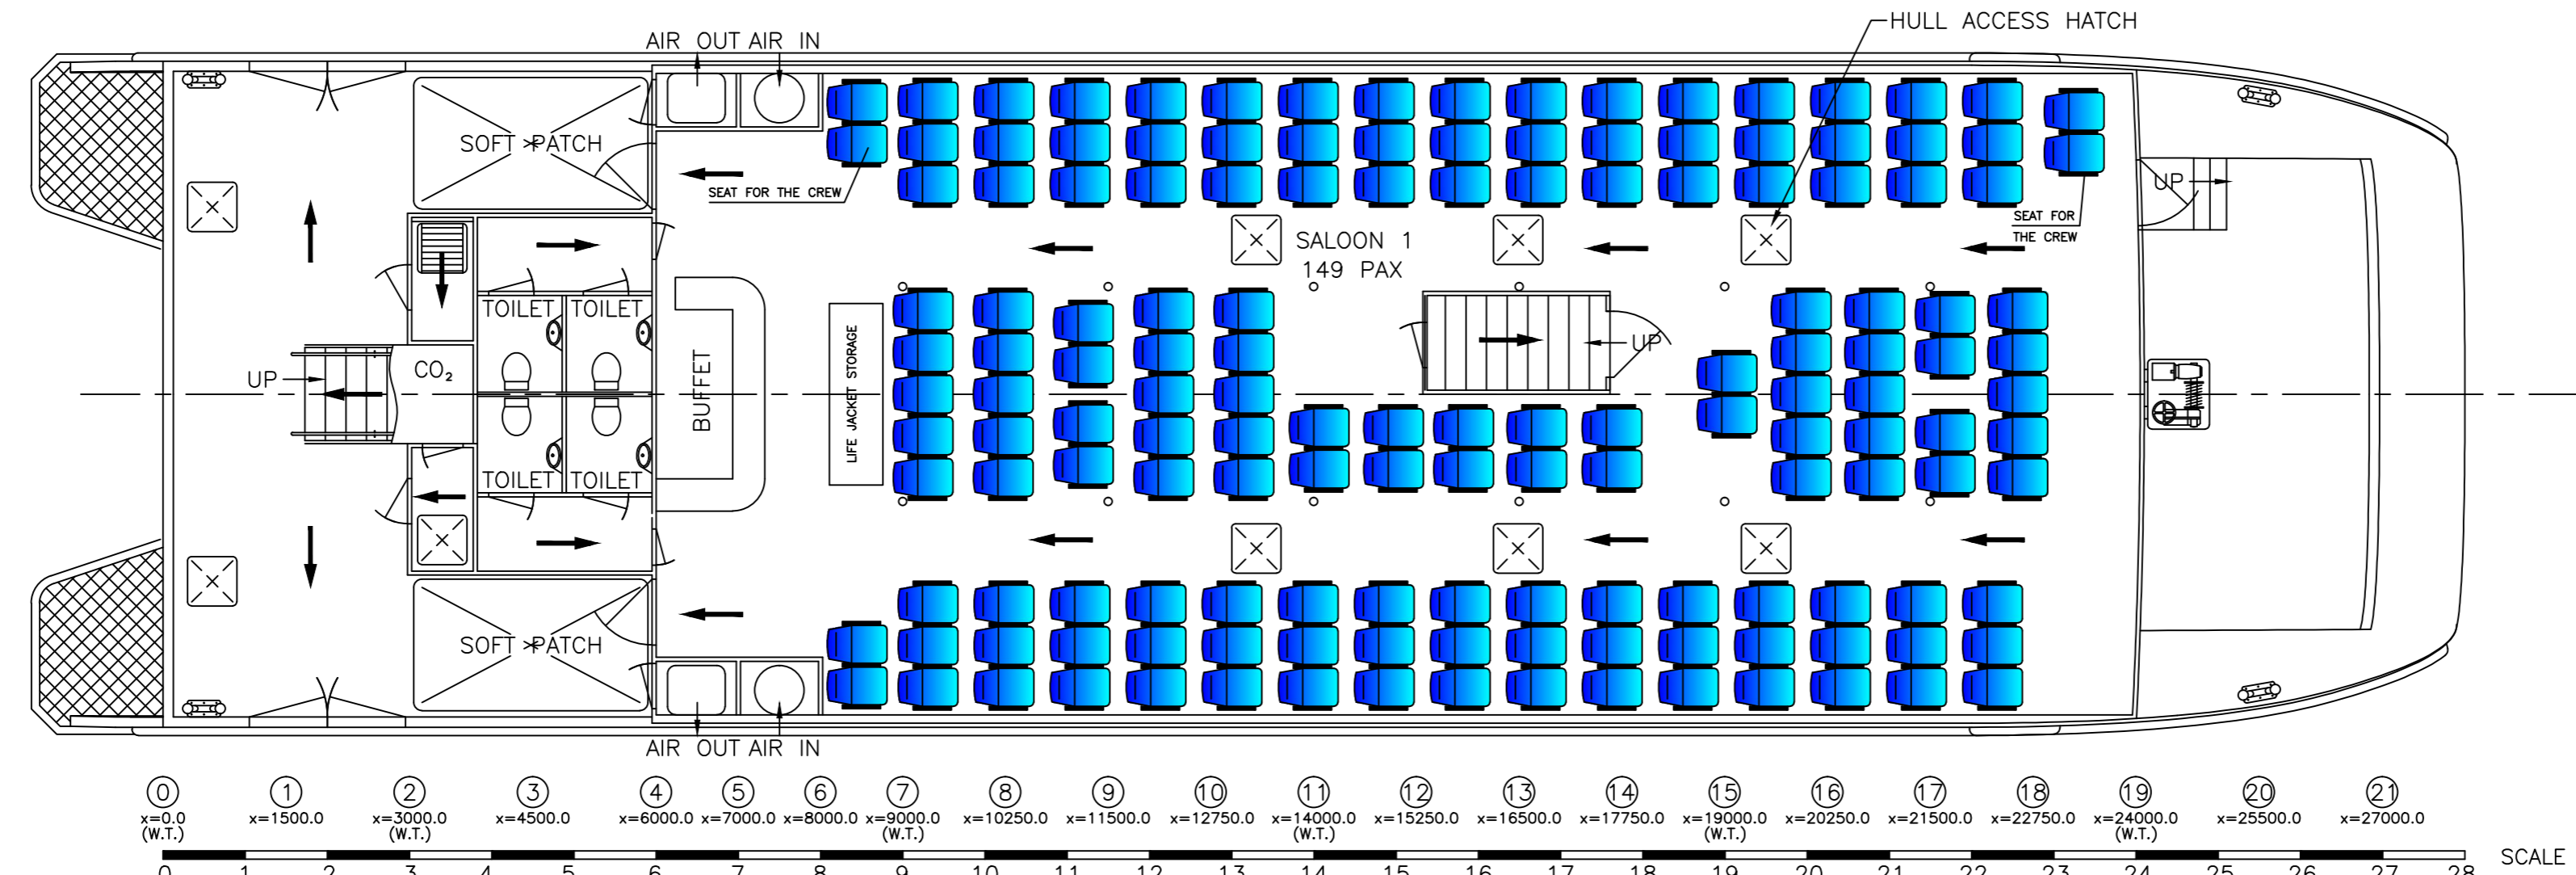 HULL ACCESS HATCH
AIR OUT AIR IN
SOFT PATCH
SEAT FOR THE CREW
UP
SEAT FOR
THE CREW
SALOON 1
149 PAX
TOILET TOILET
UP
UP
CO₂
BUFFET
LIFE JACKET STORAGE
TOILET TOILET
SOFT PATCH
AIR OUT AIR IN
0 1 2 3 4 5 6 7 8 9 10 11 12 13 14 15 16 17 18 19 20 21
x=0.0 x=1500.0 x=3000.0 x=4500.0 x=6000.0 x=7000.0 x=8000.0 x=9000.0 x=10250.0 x=11500.0 x=12750.0 x=14000.0 x=15250.0 x=16500.0 x=17750.0 x=19000.0 x=20250.0 x=21500.0 x=22750.0 x=24000.0 x=25500.0 x=27000.0
(W.T.) (W.T.) (W.T.) (W.T.) (W.T.) (W.T.)
SCALE
0 1 2 3 4 5 6 7 8 9 10 11 12 13 14 15 16 17 18 19 20 21 22 23 24 25 26 27 28